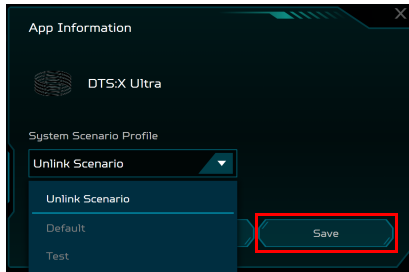 App Information
DTS:X Ultra
System Scenario Profile
Unlink Scenario
Unlink Scenario
Default
Save
Test